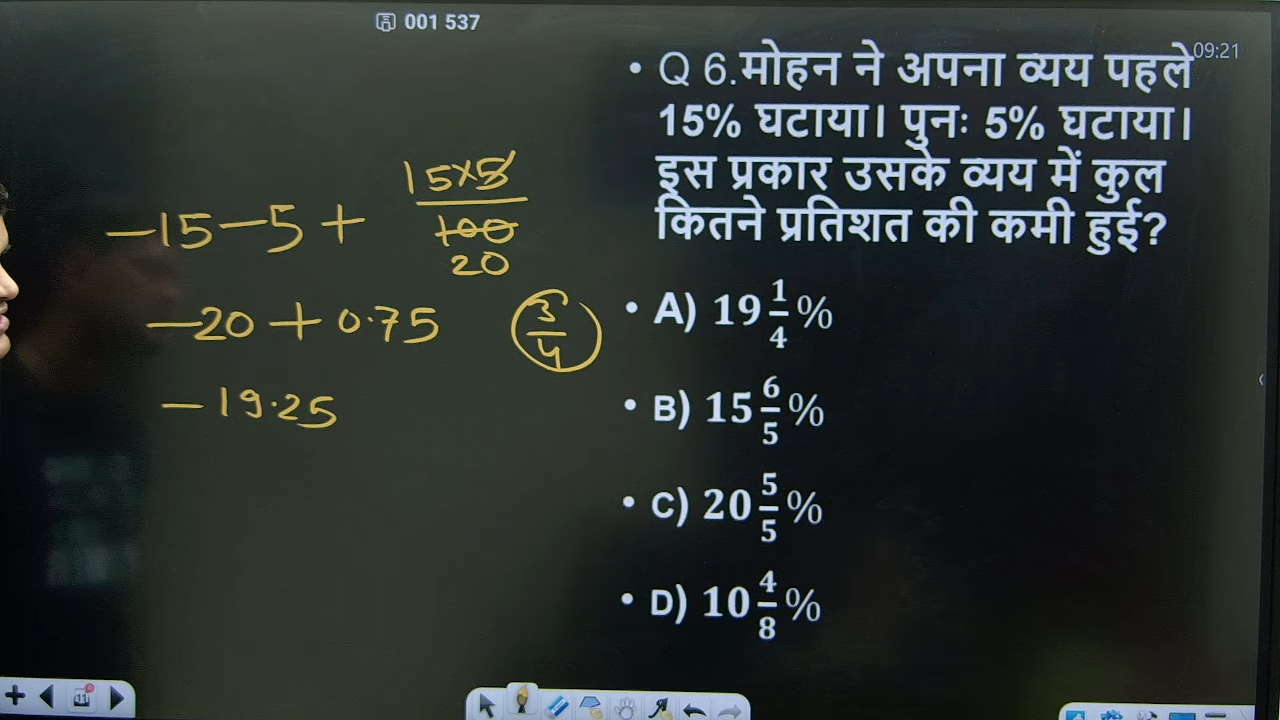 001 537
09:21
• Q 6.मोहन ने अपना व्यय पहले
15% घटाया। पुनः 5% घटाया।
इस प्रकार उसके व्यय में कुल
कितने प्रतिशत की कमी हुई?
• A) 19 1/4 %
• B) 15 6/5 %
• C) 20 5/5 %
• D) 10 4/8 %
-15-5+ 15×5/100
20
-20+0.75
3/4
-19.25
11